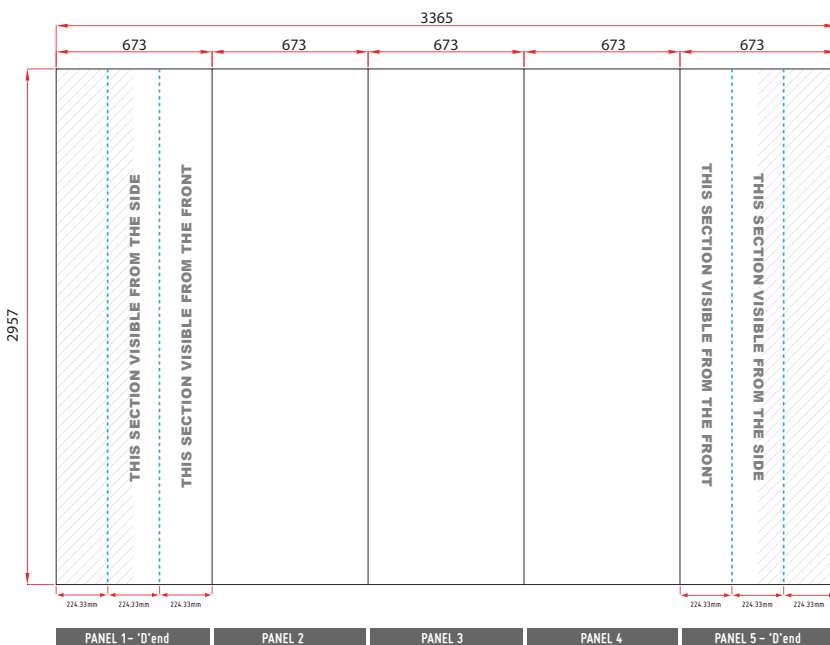 3365
673 673 673 673 673
2957
THIS SECTION VISIBLE FROM THE SIDE
THIS SECTION VISIBLE FROM THE FRONT
THIS SECTION VISIBLE FROM THE FRONT
THIS SECTION VISIBLE FROM THE SIDE
224.33mm 224.33mm 224.33mm 224.33mm 224.33mm 224.33mm
PANEL 1- 'D'end PANEL 2 PANEL 3 PANEL 4 PANEL 5 - 'D'end